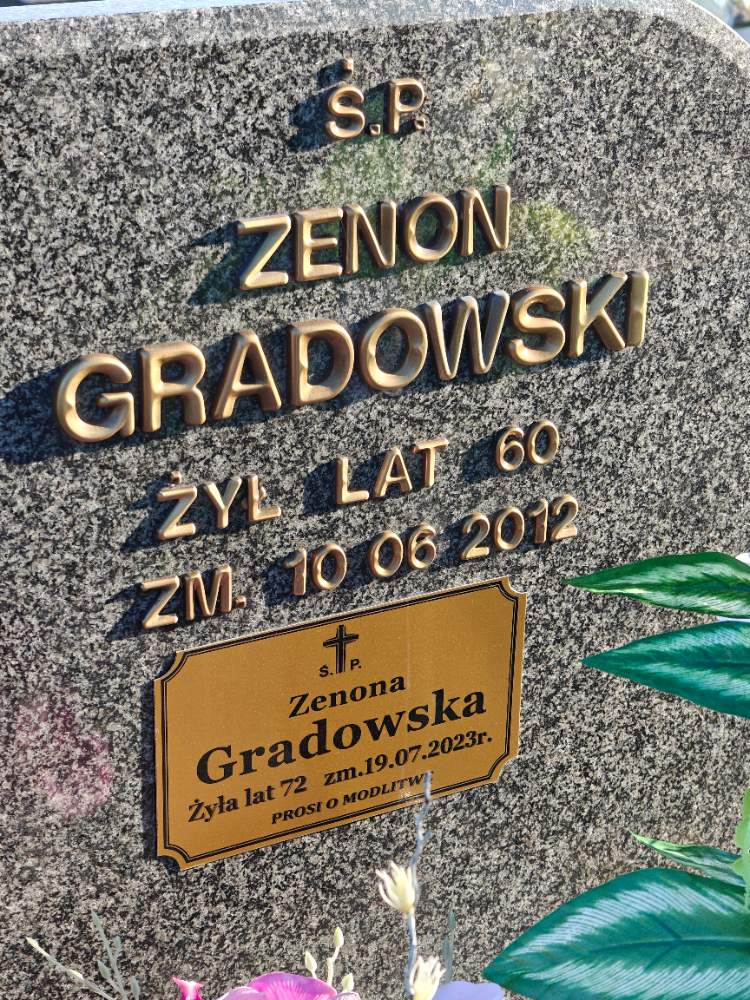 Ś.P.
ZENON
GRADOWSKI
ŻYŁ LAT 60
ZM. 10 06 2012
Ś. P.
Zenona
Gradowska
Żyła lat 72 zm.19.07.2023r.
PROSI O MODLITWĘ